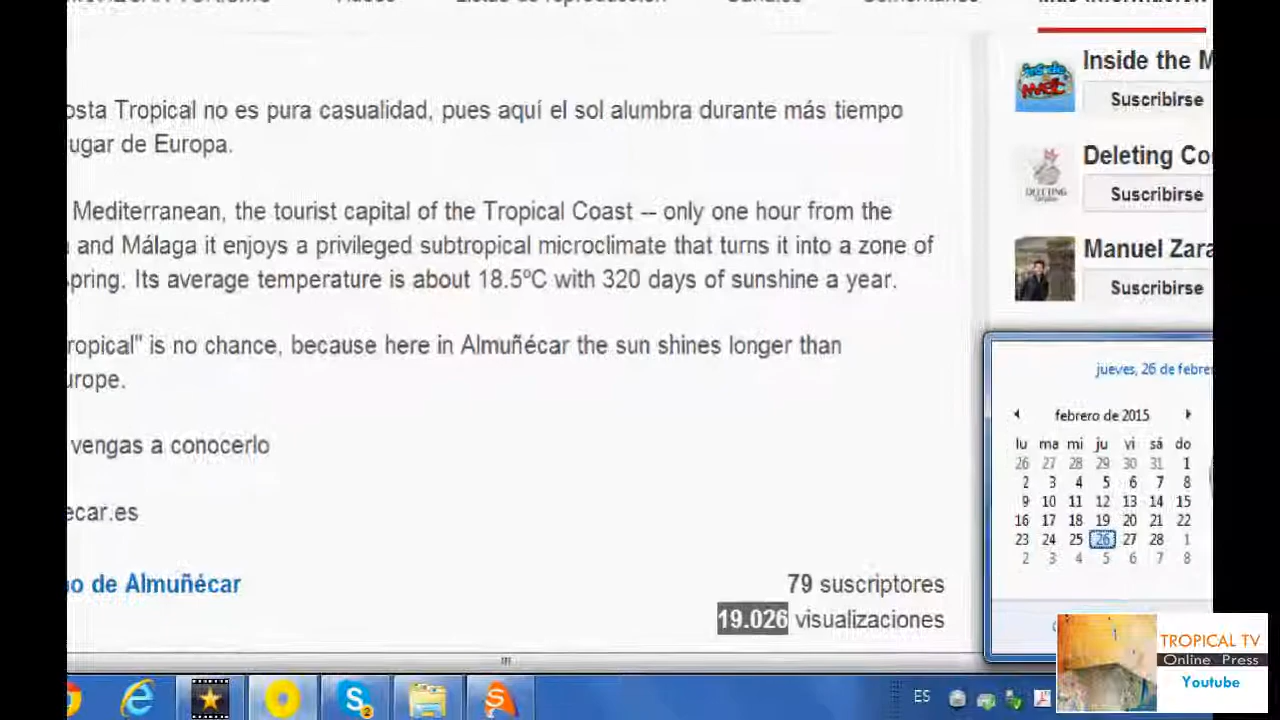 osta Tropical no es pura casualidad, pues aquí el sol alumbra durante más tiempo
ugar de Europa.
Mediterranean, the tourist capital of the Tropical Coast -- only one hour from the
and Málaga it enjoys a privileged subtropical microclimate that turns it into a zone of
spring. Its average temperature is about 18.5ºC with 320 days of sunshine a year.
ropical" is no chance, because here in Almuñécar the sun shines longer than
urope.
vengas a conocerlo
ecar.es
no de Almuñécar
79 suscriptores
19.026 visualizaciones
Inside the M
Suscribirse
Deleting Co
Suscribirse
Manuel Zara
Suscribirse
jueves, 26 de febrer
febrero de 2015
lu ma mi ju vi sá do
26 27 28 29 30 31 1
2 3 4 5 6 7 8
9 10 11 12 13 14 15
16 17 18 19 20 21 22
23 24 25 26 27 28 1
2 3 4 5 6 7 8
ES
TROPICAL TV
Online Press
Youtube